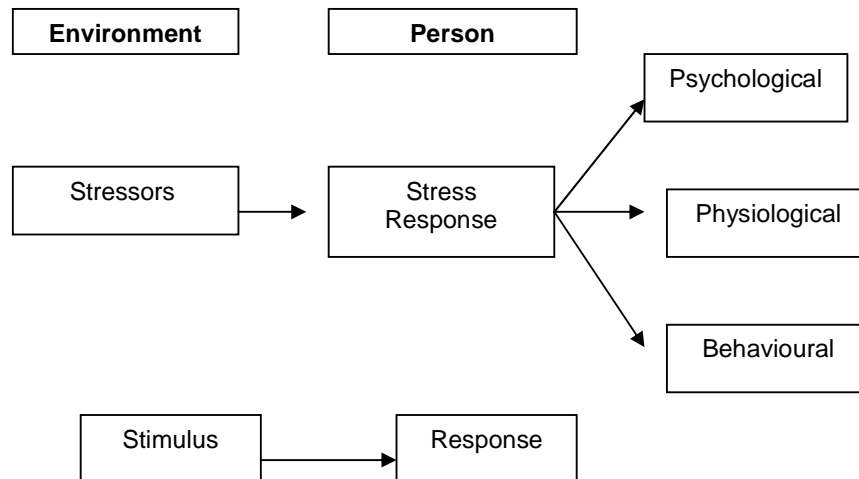 Environment
Person
Psychological
Stressors
Stress
Response
Physiological
Behavioural
Stimulus
Response